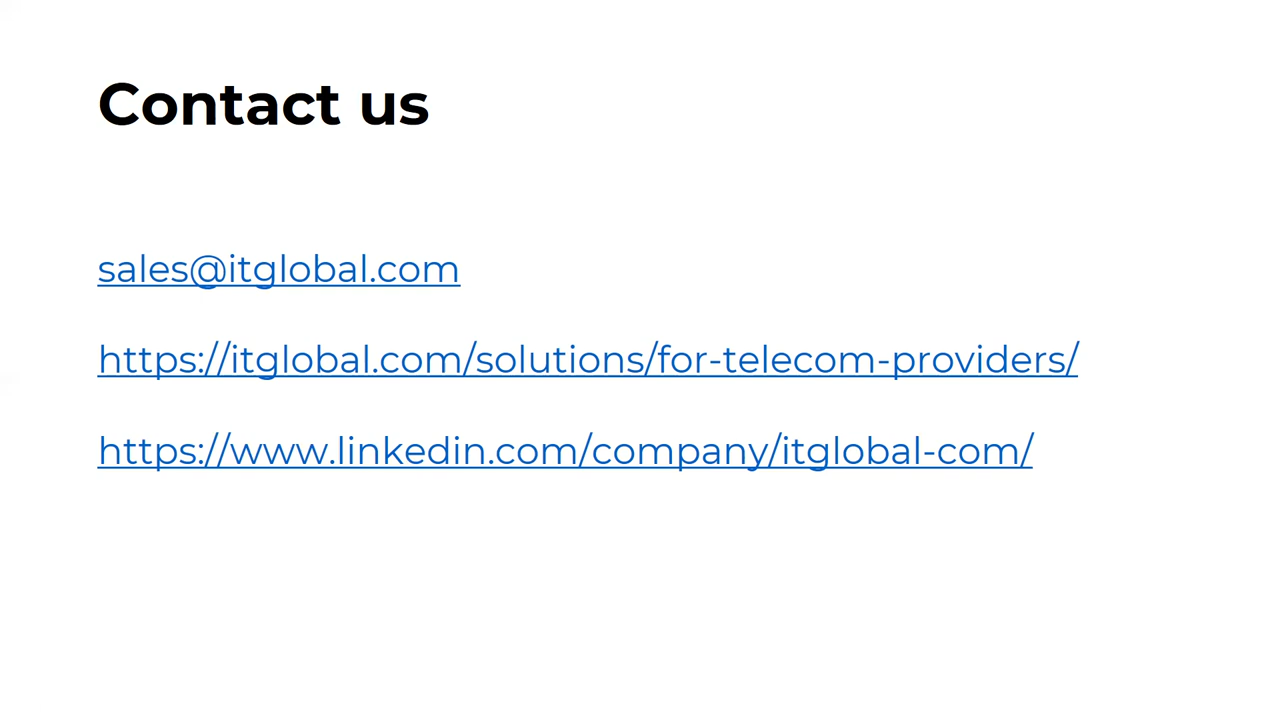 Contact us
sales@itglobal.com
https://itglobal.com/solutions/for-telecom-providers/
https://www.linkedin.com/company/itglobal-com/